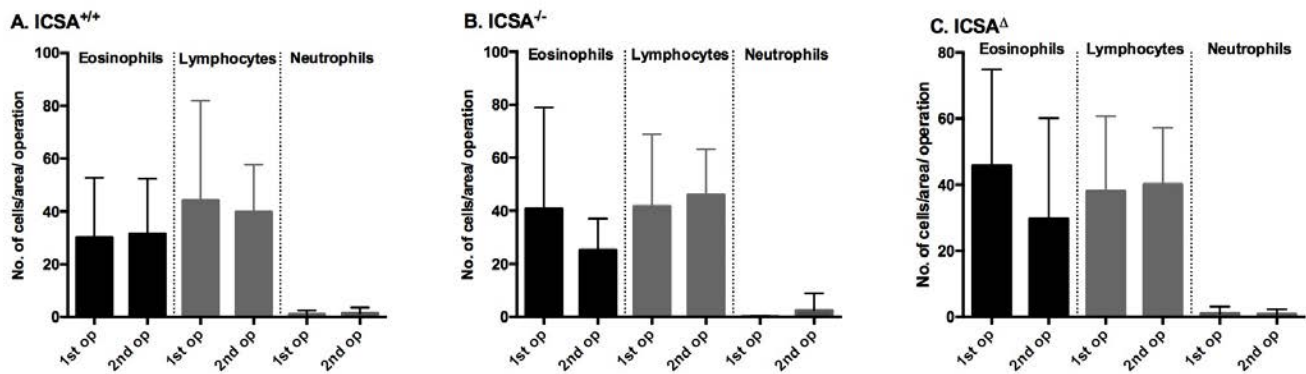 A. ICSA+/+
No. of cells/area/ operation
100
80
60
40
20
0
Eosinophils Lymphocytes Neutrophils
1st op 2nd op 1st op 2nd op 1st op 2nd op
B. ICSA-/-
No. of cells/area/ operation
100
80
60
40
20
0
Eosinophils Lymphocytes Neutrophils
1st op 2nd op 1st op 2nd op 1st op 2nd op
C. ICSAΔ
No. of cells/area/ operation
80
60
40
20
0
Eosinophils Lymphocytes Neutrophils
1st op 2nd op 1st op 2nd op 1st op 2nd op